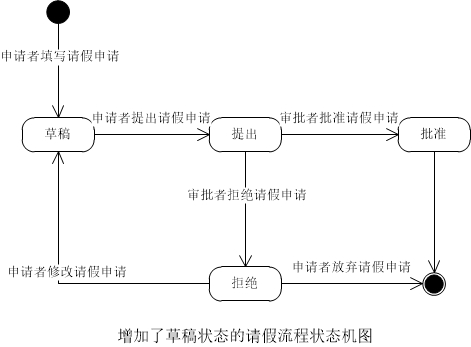 申请者填写请假申请
申请者提出请假申请
审批者批准请假申请
草稿
提出
批准
审批者拒绝请假申请
申请者修改请假申请
申请者放弃请假申请
拒绝
增加了草稿状态的请假流程状态机图